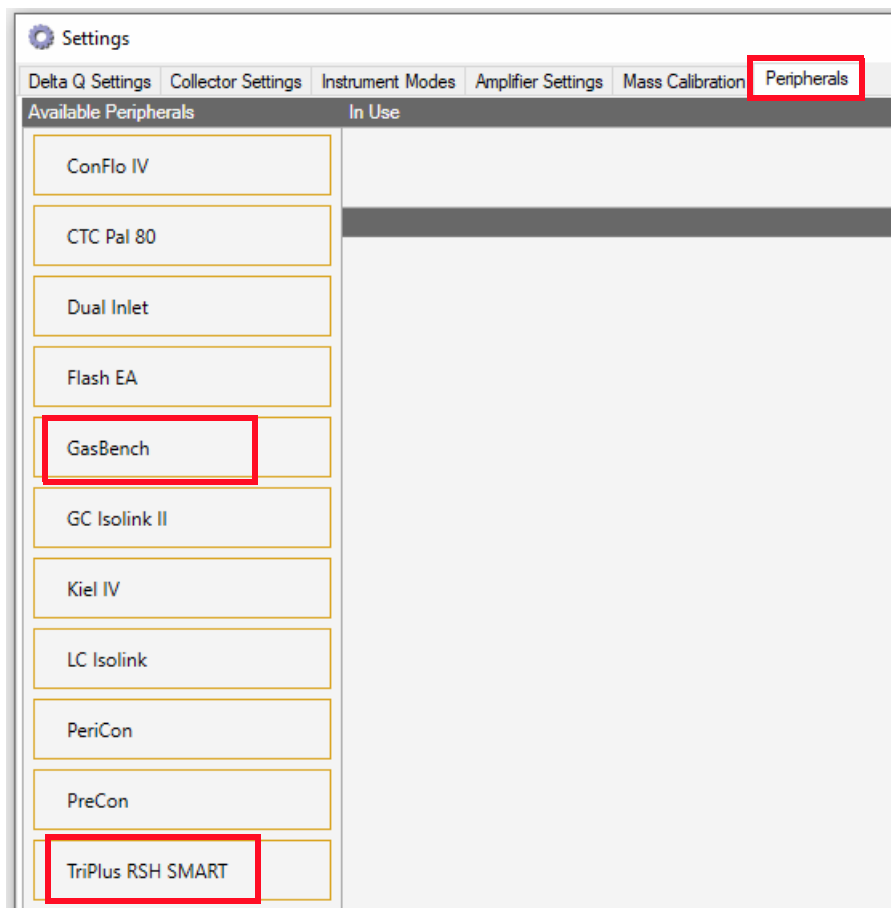 Settings
Delta Q Settings Collector Settings Instrument Modes Amplifier Settings Mass Calibration Peripherals
Available Peripherals In Use
ConFlo IV
CTC Pal 80
Dual Inlet
Flash EA
GasBench
GC Isolink II
Kiel IV
LC Isolink
PeriCon
PreCon
TriPlus RSH SMART